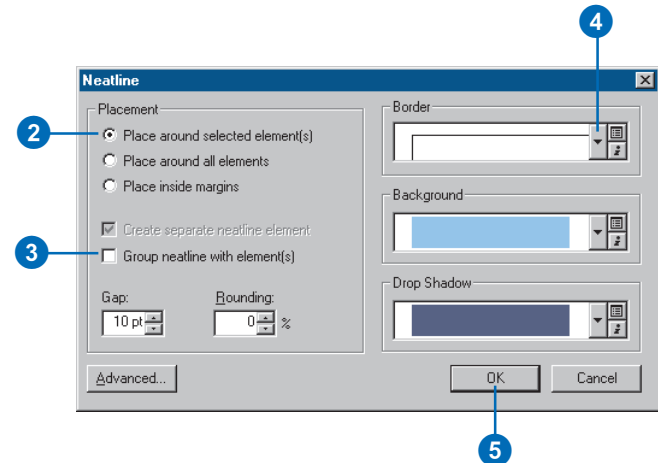 4
Neatline
Placement
2
Place around selected element(s)
Place around all elements
Place inside margins
Create separate neatline element
3
Group neatline with element(s)
Gap:
Rounding:
10 pt
0 %
Border
Background
Drop Shadow
Advanced...
OK
Cancel
5